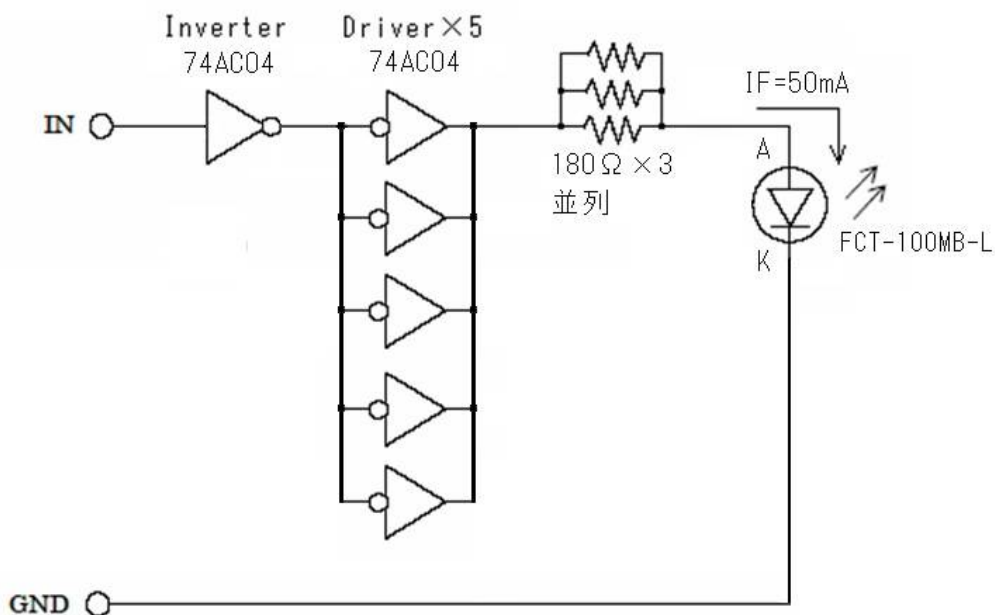 Inverter
74AC04
Driver×5
74AC04
IF=50mA
IN
180Ω×3
並列
A
FCT-100MB-L
K
GND